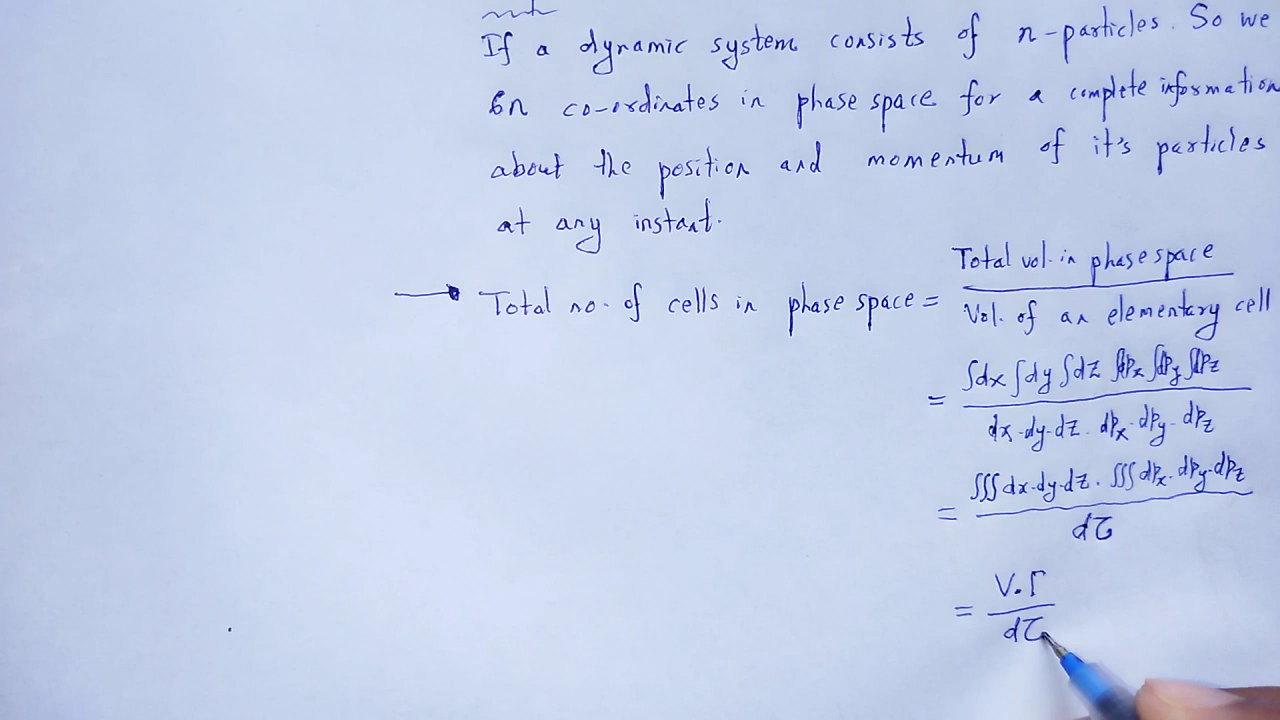 If a dynamic system consists of n-particles. So we
6n co-ordinates in phase space for a complete information
about the position and momentum of it's particles
at any instant.
→ Total no. of cells in phase space = Total vol. in phase space / Vol. of an elementary cell
= ∫dx ∫dy ∫dz ∫dpx ∫dpy ∫dpz / dx·dy·dz · dpx·dpy·dpz
= ∫∫∫ dx·dy·dz · ∫∫∫ dpx·dpy·dpz / dτ
= V·Γ / dτ